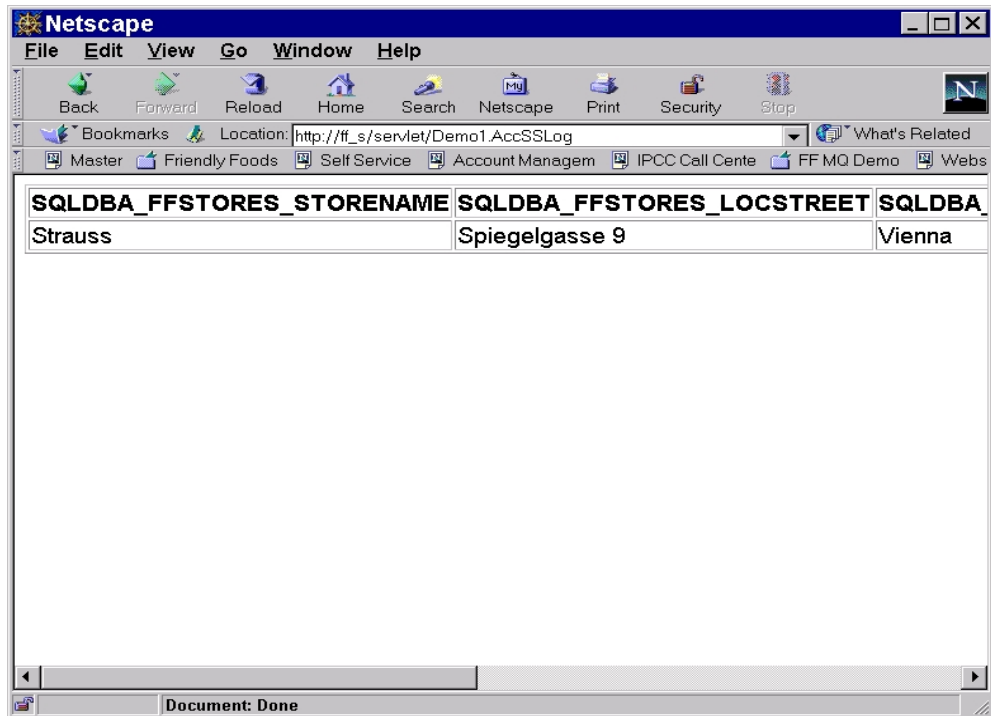 Netscape
File Edit View Go Window Help
My N
Back Forward Reload Home Search Netscape Print Security Stop
Bookmarks Location: http://ff_s/servlet/Demo1.AccSSLog What's Related
Master Friendly Foods Self Service Account Managem IPCC Call Cente FF MQ Demo Webs
SQLDBA_FFSTORES_STORENAME SQLDBA_FFSTORES_LOCSTREET SQLDBA_
Strauss Spiegelgasse 9 Vienna
Document: Done